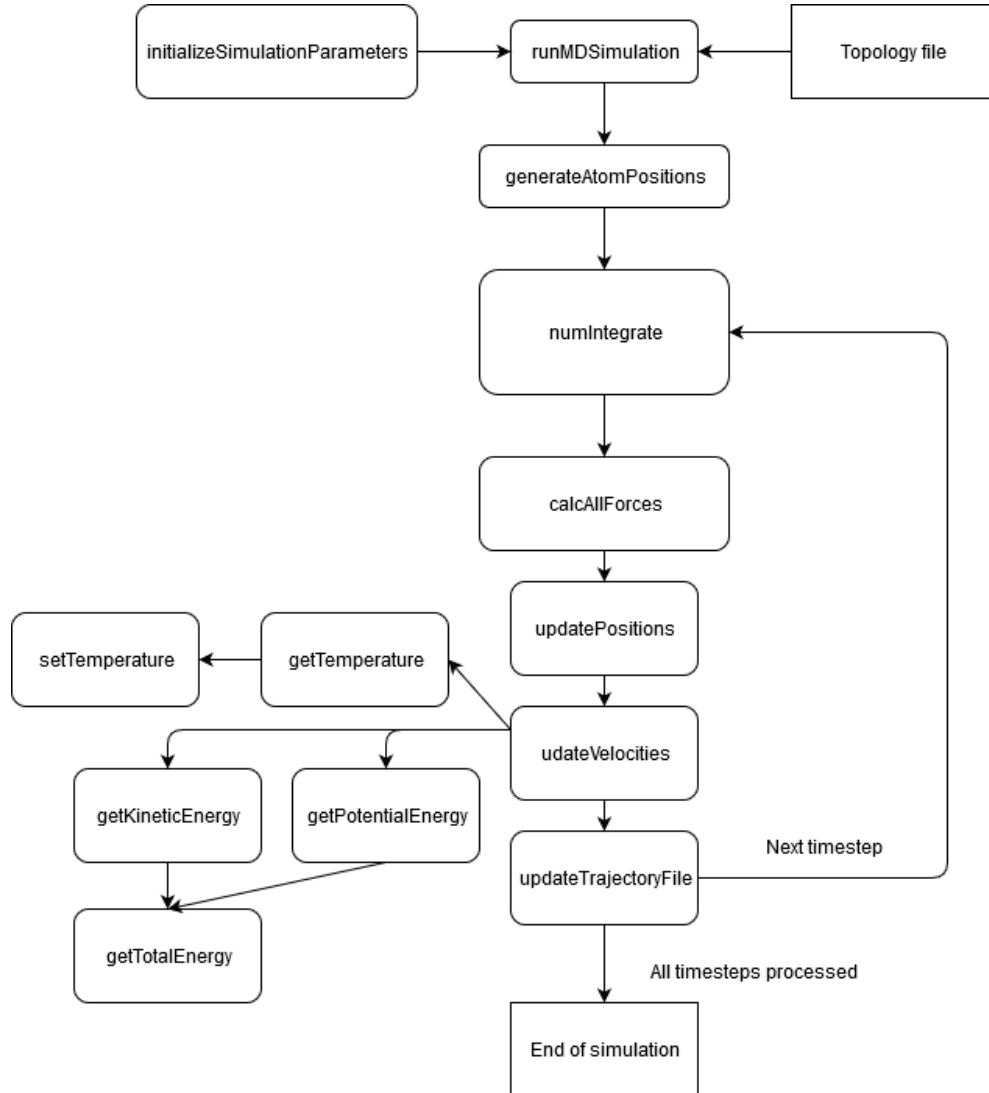 initializeSimulationParameters
runMDSimulation
Topology file
generateAtomPositions
numIntegrate
calcAllForces
updatePositions
setTemperature
getTemperature
udateVelocities
getKineticEnergy
getPotentialEnergy
Next timestep
updateTrajectoryFile
getTotalEnergy
All timesteps processed
End of simulation